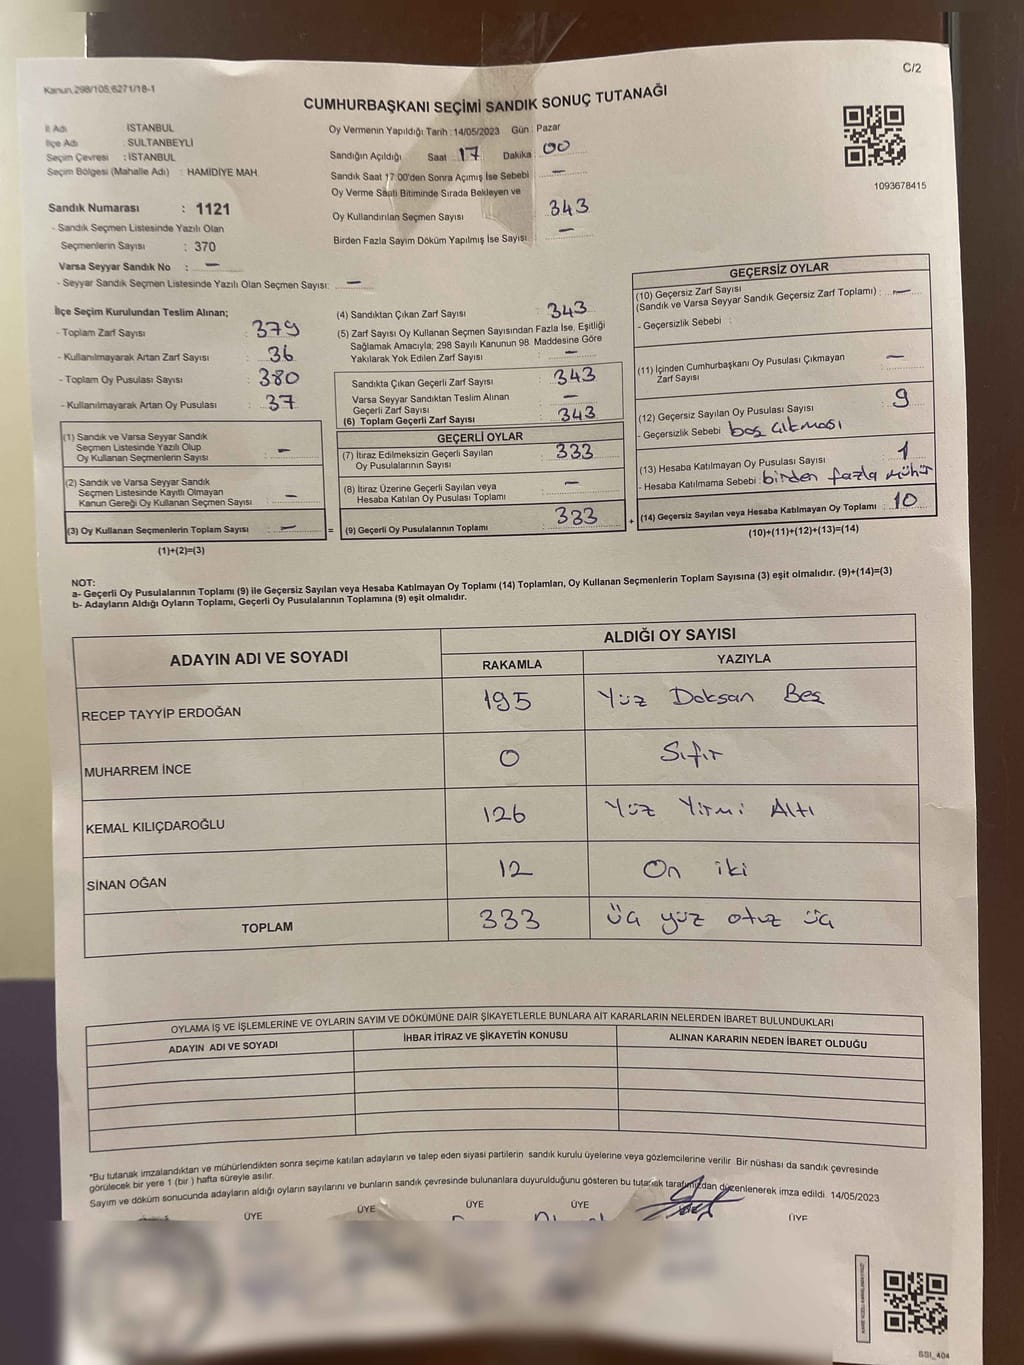 Kanun.298/105,6271/18-1
C/2
CUMHURBAŞKANI SEÇİMİ SANDIK SONUÇ TUTANAĞI
İl Adı İSTANBUL
İlçe Adı : SULTANBEYLİ
Seçim Çevresi : İSTANBUL
Seçim Bölgesi (Mahalle Adı) : HAMİDİYE MAH.
Sandık Numarası : 1121
- Sandık Seçmen Listesinde Yazılı Olan
Seçmenlerin Sayısı : 370
Varsa Seyyar Sandık No : —
- Seyyar Sandık Seçmen Listesinde Yazılı Olan Seçmen Sayısı: —
Oy Vermenin Yapıldığı Tarih : 14/05/2023 Gün : Pazar
Sandığın Açıldığı Saat 17 Dakika 00
Sandık Saat 17:00'den Sonra Açımış İse Sebebi —
Oy Verme Saati Bitiminde Sırada Bekleyen ve
Oy Kullandırılan Seçmen Sayısı 343
Birden Fazla Sayım Döküm Yapılmış İse Sayısı —
1093678415
İlçe Seçim Kurulundan Teslim Alınan;
- Toplam Zarf Sayısı : 379
- Kullanılmayarak Artan Zarf Sayısı : 36
- Toplam Oy Pusulası Sayısı : 380
- Kullanılmayarak Artan Oy Pusulası : 37
(1) Sandık ve Varsa Seyyar Sandık
Seçmen Listesinde Yazılı Olup
Oy Kullanan Seçmenlerin Sayısı : —
(2) Sandık ve Varsa Seyyar Sandık
Seçmen Listesinde Kayıtlı Olmayan
Kanun Gereği Oy Kullanan Seçmen Sayısı : —
(3) Oy Kullanan Seçmenlerin Toplam Sayısı : —
(1)+(2)=(3)
(4) Sandıktan Çıkan Zarf Sayısı : 343
(5) Zarf Sayısı Oy Kullanan Seçmen Sayısından Fazla İse, Eşitliği
Sağlamak Amacıyla; 298 Sayılı Kanunun 98. Maddesine Göre
Yakılarak Yok Edilen Zarf Sayısı : —
Sandıkta Çıkan Geçerli Zarf Sayısı : 343
Varsa Seyyar Sandıktan Teslim Alınan
Geçerli Zarf Sayısı : —
(6) Toplam Geçerli Zarf Sayısı : 343
GEÇERLİ OYLAR
(7) İtiraz Edilmeksizin Geçerli Sayılan
Oy Pusulalarının Sayısı : 333
(8) İtiraz Üzerine Geçerli Sayılan veya
Hesaba Katılan Oy Pusulası Toplamı : —
= (9) Geçerli Oy Pusulalarının Toplamı : 333
GEÇERSİZ OYLAR
(10) Geçersiz Zarf Sayısı
(Sandık ve Varsa Seyyar Sandık Geçersiz Zarf Toplamı) : —
- Geçersizlik Sebebi :
(11) İçinden Cumhurbaşkanı Oy Pusulası Çıkmayan
Zarf Sayısı : —
(12) Geçersiz Sayılan Oy Pusulası Sayısı : 9
- Geçersizlik Sebebi boş çıkması
(13) Hesaba Katılmayan Oy Pusulası Sayısı : 1
- Hesaba Katılmama Sebebi : birden fazla mühür
+ (14) Geçersiz Sayılan veya Hesaba Katılmayan Oy Toplamı : 10
(10)+(11)+(12)+(13)=(14)
NOT:
a- Geçerli Oy Pusulalarının Toplamı (9) ile Geçersiz Sayılan veya Hesaba Katılmayan Oy Toplamı (14) Toplamları, Oy Kullanan Seçmenlerin Toplam Sayısına (3) eşit olmalıdır. (9)+(14)=(3)
b- Adayların Aldığı Oyların Toplamı, Geçerli Oy Pusulalarının Toplamına (9) eşit olmalıdır.
ADAYIN ADI VE SOYADI
ALDIĞI OY SAYISI
RAKAMLA YAZIYLA
RECEP TAYYİP ERDOĞAN 195 Yüz Doksan Beş
MUHARREM İNCE 0 Sıfır
KEMAL KILIÇDAROĞLU 126 Yüz Yirmi Altı
SİNAN OĞAN 12 On iki
TOPLAM 333 üç yüz otuz üç
OYLAMA İŞ VE İŞLEMLERİNE VE OYLARIN SAYIM VE DÖKÜMÜNE DAİR ŞİKAYETLERLE BUNLARA AİT KARARLARIN NELERDEN İBARET BULUNDUKLARI
ADAYIN ADI VE SOYADI İHBAR İTİRAZ VE ŞİKAYETİN KONUSU ALINAN KARARIN NEDEN İBARET OLDUĞU
*Bu tutanak imzalandıktan ve mühürlendikten sonra seçime katılan adayların ve talep eden siyasi partilerin sandık kurulu üyelerine veya gözlemcilerine verilir Bir nüshası da sandık çevresinde
görülecek bir yere 1 (bir ) hafta süreyle asılır.
Sayım ve döküm sonucunda adayların aldığı oyların sayılarını ve bunların sandık çevresinde bulunanlara duyurulduğunu gösteren bu tutanak tarafımızdan düzenlenerek imza edildi. 14/05/2023
ÜYE ÜYE ÜYE ÜYE ÜYE
SSI_404